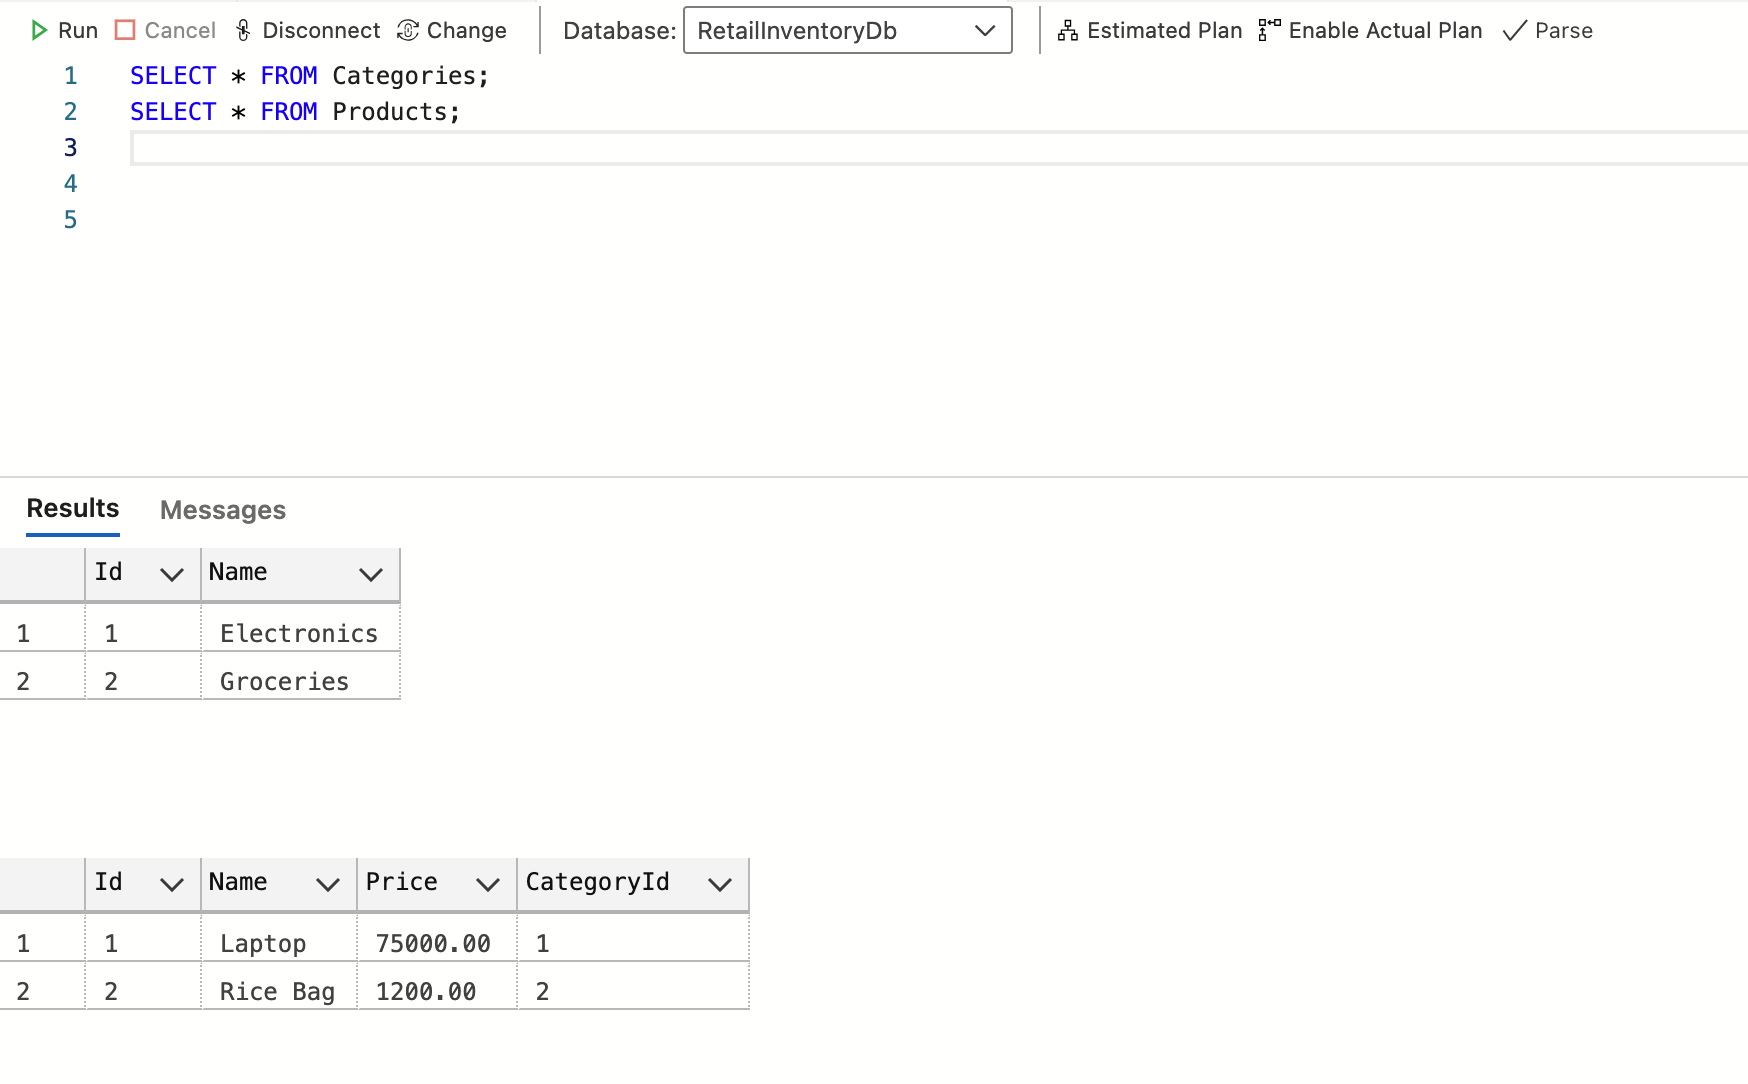 Run Cancel Disconnect Change Database: RetailInventoryDb Estimated Plan Enable Actual Plan Parse
1 SELECT * FROM Categories;
2 SELECT * FROM Products;
3
4
5
Results Messages
Id Name
1 1 Electronics
2 2 Groceries
Id Name Price CategoryId
1 1 Laptop 75000.00 1
2 2 Rice Bag 1200.00 2